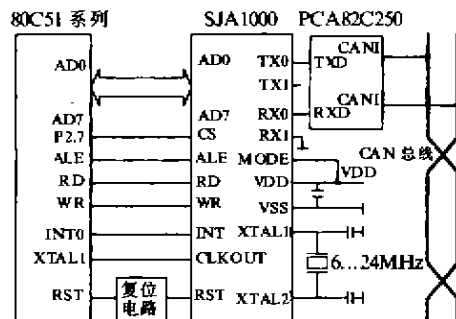 80C51 系列
SJA1000
PCA82C250
AD0
AD0
TX0
TXD
CANI
TX1
CANI
AD7
AD7
RX0
RXD
P2.7
CS
RX1
CAN 总线
ALE
ALE
MODE
VDD
RD
RD
VDD
WR
WR
VSS
INT0
INT
XTAL1
XTAL1
CLKOUT
6…24MHz
RST
复位
电路
RST
XTAL2